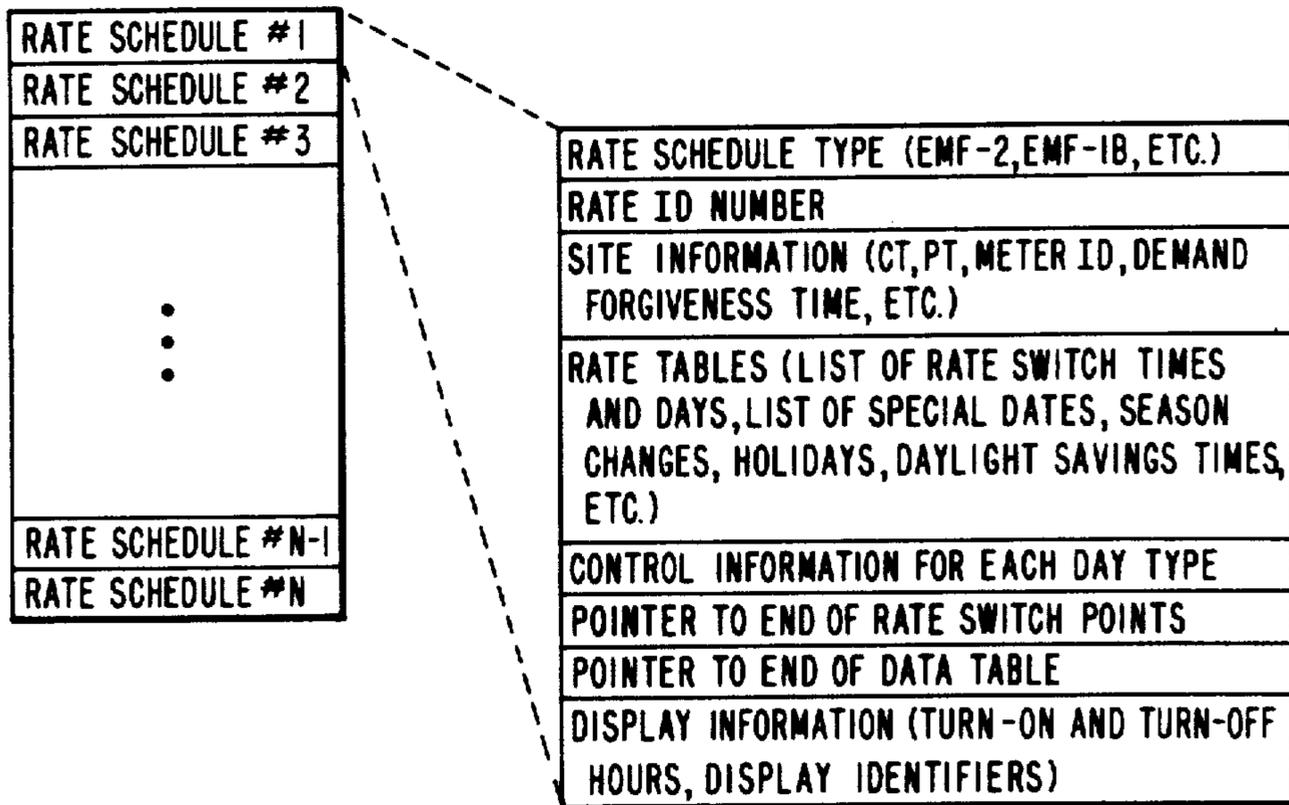 RATE SCHEDULE #1
RATE SCHEDULE #2
RATE SCHEDULE #3
RATE SCHEDULE #N-1
RATE SCHEDULE #N
RATE SCHEDULE TYPE (EMF-2,EMF-1B, ETC.)
RATE ID NUMBER
SITE INFORMATION (CT,PT,METER ID,DEMAND
FORGIVENESS TIME, ETC.)
RATE TABLES (LIST OF RATE SWITCH TIMES
AND DAYS,LIST OF SPECIAL DATES, SEASON
CHANGES, HOLIDAYS,DAYLIGHT SAVINGS TIMES,
ETC.)
CONTROL INFORMATION FOR EACH DAY TYPE
POINTER TO END OF RATE SWITCH POINTS
POINTER TO END OF DATA TABLE
DISPLAY INFORMATION (TURN-ON AND TURN-OFF
HOURS, DISPLAY IDENTIFIERS)